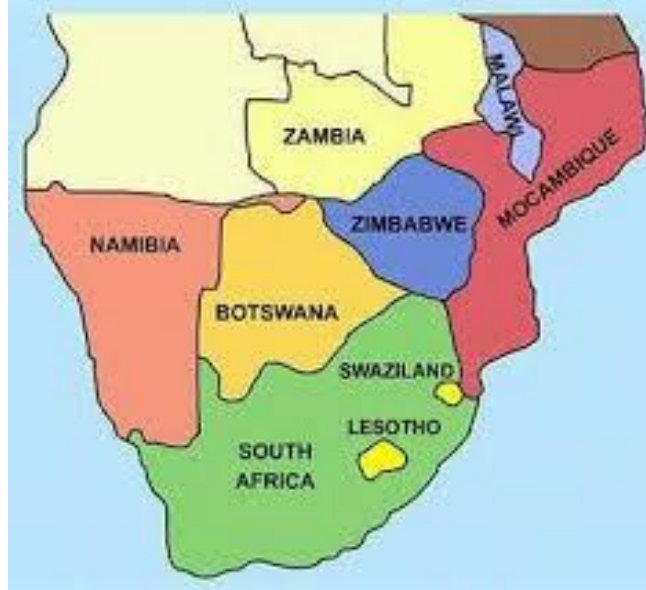 MALAWI
ZAMBIA
MOCAMBIQUE
ZIMBABWE
NAMIBIA
BOTSWANA
SWAZILAND
LESOTHO
SOUTH
AFRICA